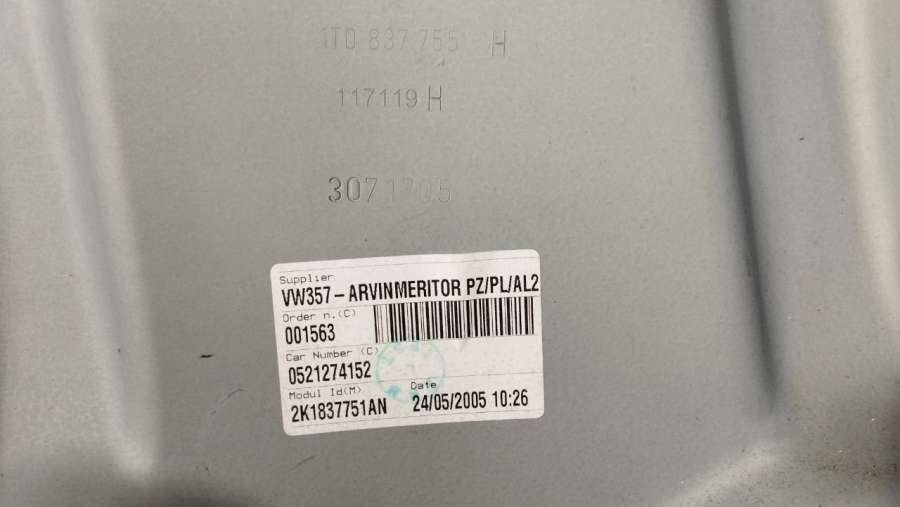 1T0 837 755 H
117119 H
3071705
Supplier
VW357-ARVINMERITOR PZ/PL/AL2
Order n.(C)
001563
Car Number (C)
0521274152
Modul Id(M)
2K1837751AN
Date
24/05/2005 10:26